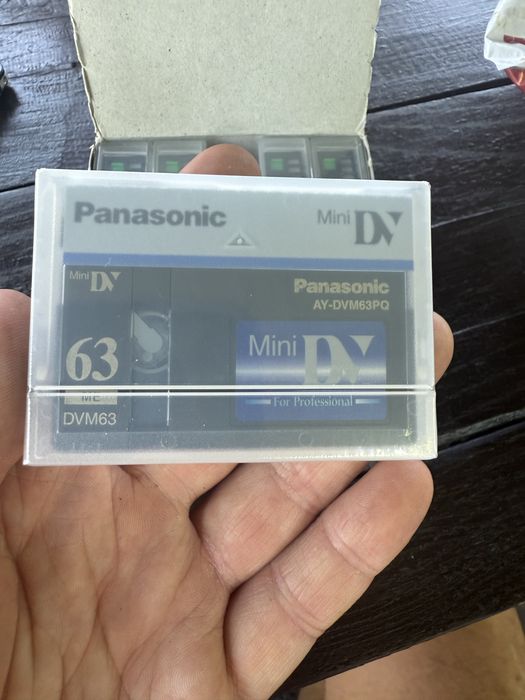 Panasonic
Mini DV
Mini DV
63
ME
DVM63
Panasonic
AY-DVM63PQ
Mini DV
For Professional